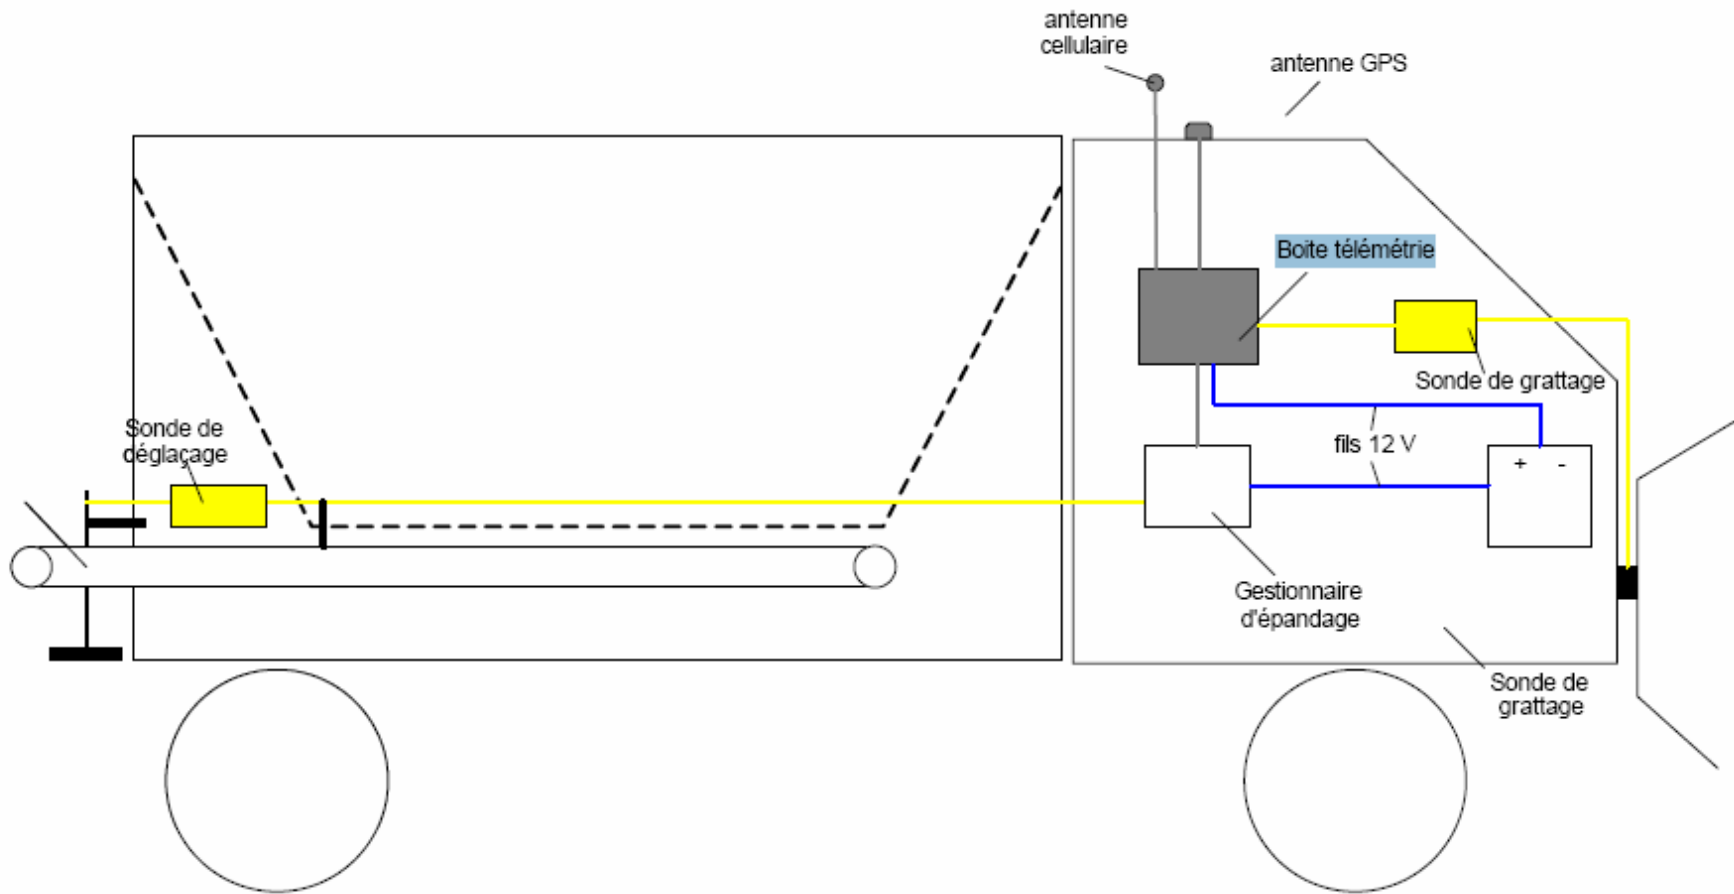 antenne
cellulaire
antenne GPS
Boite télémétrie
Sonde de grattage
Sonde de
déglaçage
fils 12 V
+ -
Gestionnaire
d'épandage
Sonde de
grattage